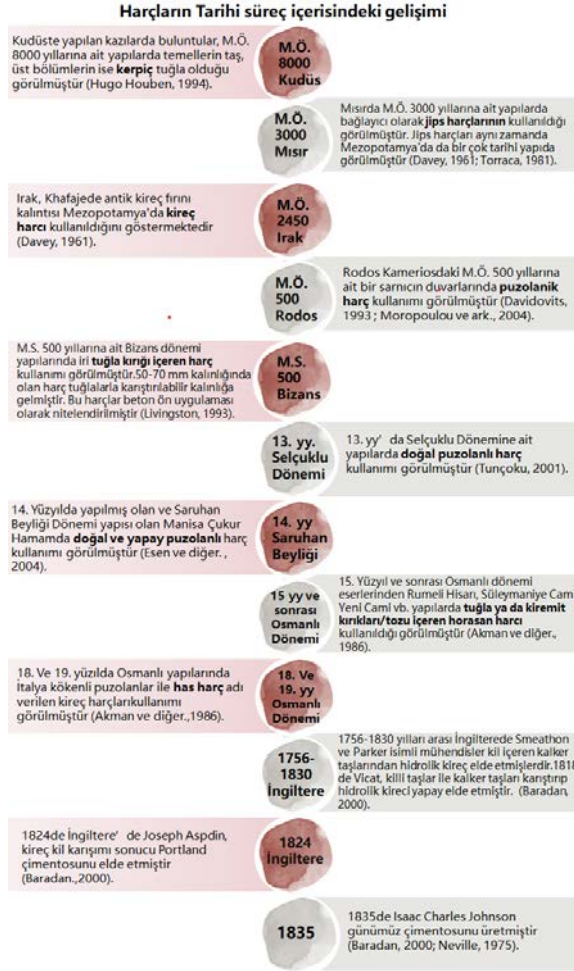 Harçların Tarihi süreç içerisindeki gelişimi
Kudüste yapılan kazılarda buluntular, M.Ö.
8000 yıllarına ait yapılarda temellerin taş,
üst bölümlerin ise kerpiç tuğla olduğu
görülmüştür (Hugo Houben, 1994).
M.Ö.
8000
Kudüs
M.Ö.
3000
Mısır
Mısırda M.Ö. 3000 yıllarına ait yapılarda
bağlayıcı olarak jips harçlarının kullanıldığı
görülmüştür. Jips harçları aynı zamanda
Mezopotamya'da da bir çok tarihi yapıda
görülmüştür (Davey, 1961; Torraca, 1981).
Irak, Khafajede antik kireç fırını
kalıntısı Mezopotamya'da kireç
harcı kullanıldığını göstermektedir
(Davey, 1961).
M.Ö.
2450
Irak
M.Ö.
500
Rodos
Rodos Kameriosdaki M.Ö. 500 yıllarına
ait bir sarnıcın duvarlarında puzolanik
harç kullanımı görülmüştür (Davidovits,
1993 ; Moropoulou ve ark., 2004).
M.S. 500 yıllarına ait Bizans dönemi
yapılarında iri tuğla kırığı içeren harç
kullanımı görülmüştür.50-70 mm kalınlığında
olan harç tuğlalarla karıştırılabilir kalınlığa
gelmiştir. Bu harçlar beton ön uygulaması
olarak nitelendirilmiştir (Livingston, 1993).
M.S.
500
Bizans
13. yy.
Selçuklu
Dönemi
13. yy' da Selçuklu Dönemine ait
yapılarda doğal puzolanlı harç
kullanımı görülmüştür (Tunçoku, 2001).
14. Yüzyılda yapılmış olan ve Saruhan
Beyliği Dönemi yapısı olan Manisa Çukur
Hamamda doğal ve yapay puzolanlı harç
kullanımı görülmüştür (Esen ve diğer. ,
2004).
14. yy
Saruhan
Beyliği
15 yy ve
sonrası
Osmanlı
Dönemi
15. Yüzyıl ve sonrası Osmanlı dönemi
eserlerinden Rumeli Hisarı, Süleymaniye Cami
Yeni Cami vb. yapılarda tuğla ya da kiremit
kırıkları/tozu içeren horasan harcı
kullanıldığı görülmüştür (Akman ve diğer.,
1986).
18. Ve 19. yüzılda Osmanlı yapılarında
İtalya kökenli puzolanlar ile has harç adı
verilen kireç harçlarıkullanımı
görülmüştür (Akman ve diğer.,1986).
18. Ve
19. yy
Osmanlı
Dönemi
1756-
1830
İngiltere
1756-1830 yılları arası İngilterede Smeathon
ve Parker isimli mühendisler kil içeren kalker
taşlarından hidrolik kireç elde etmişlerdir.1818
de Vicat, killi taşlar ile kalker taşları karıştırıp
hidrolik kireci yapay elde etmiştir. (Baradan,
2000).
1824de İngiltere' de Joseph Aspdin,
kireç kil karışımı sonucu Portland
çimentosunu elde etmiştir
(Baradan.,2000).
1824
İngiltere
1835
1835de Isaac Charles Johnson
günümüz çimentosunu üretmiştir
(Baradan, 2000; Neville, 1975).